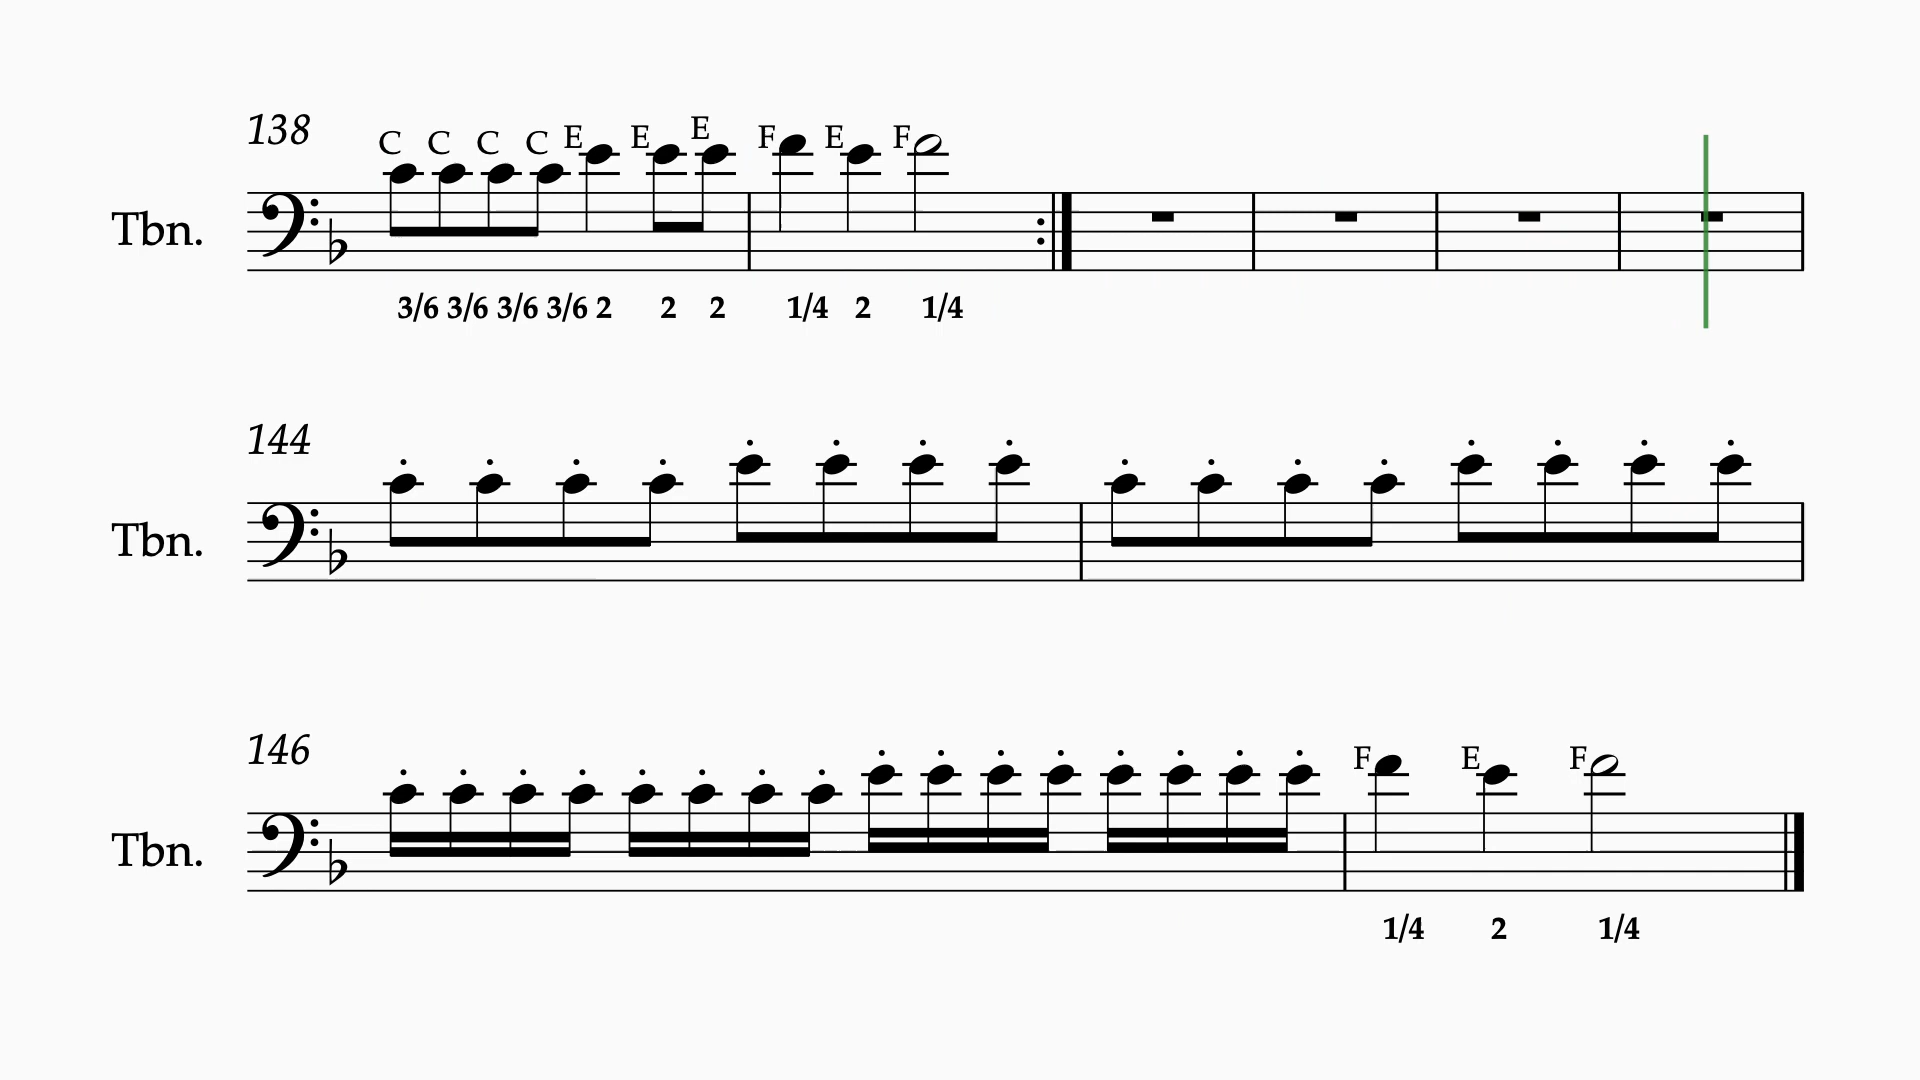 138
C C C C E E E F E F
Tbn.
3/6 3/6 3/6 3/6 2 2 2 1/4 2 1/4
144
Tbn.
146
F E F
Tbn.
1/4 2 1/4